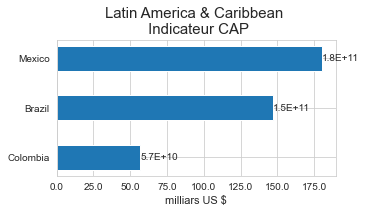 Latin America & Caribbean
Indicateur CAP
Mexico
1.8E+11
Brazil
1.5E+11
Colombia
5.7E+10
0.0 25.0 50.0 75.0 100.0 125.0 150.0 175.0
milliars US $